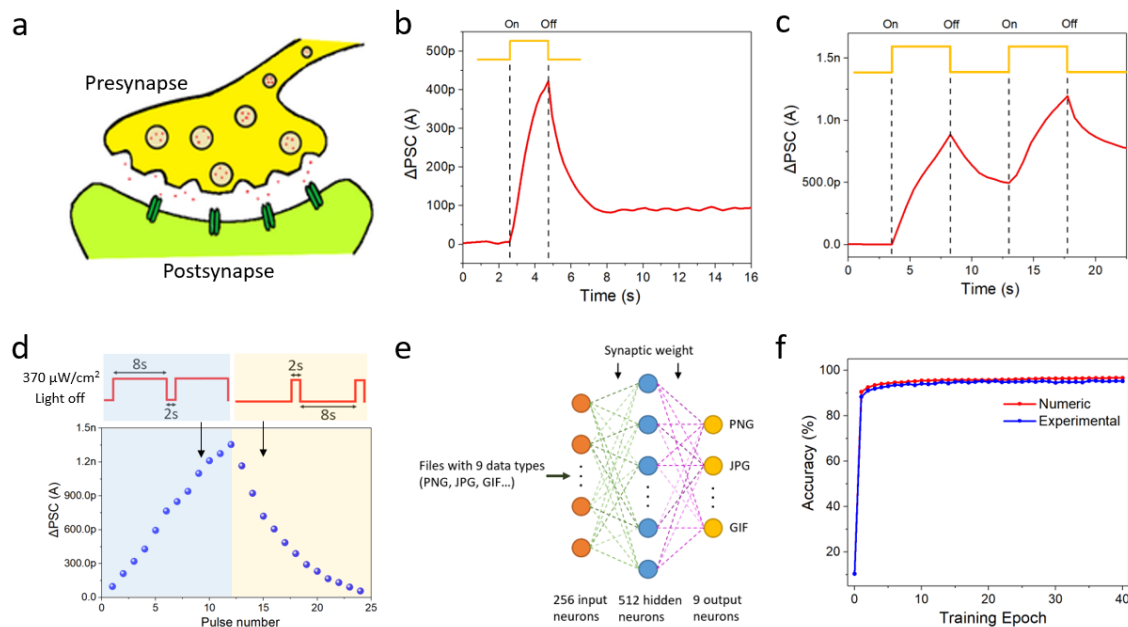 a
Presynapse
Postsynapse
b
On Off
500p
400p
300p
200p
100p
0
ΔPSC (A)
0 2 4 6 8 10 12 14 16
Time (s)
c
On Off On Off
1.5n
1.0n
500.0p
0.0
ΔPSC (A)
0 5 10 15 20
Time (s)
d
8s 2s
370 μW/cm²
Light off
2s 8s
1.5n
1.2n
900.0p
600.0p
300.0p
0.0
ΔPSC (A)
0 5 10 15 20 25
Pulse number
e
Synaptic weight
Files with 9 data types
(PNG, JPG, GIF...)
PNG
JPG
GIF
256 input
neurons
512 hidden
neurons
9 output
neurons
f
100
80
60
40
20
Accuracy (%)
Numeric
Experimental
0 10 20 30 40
Training Epoch